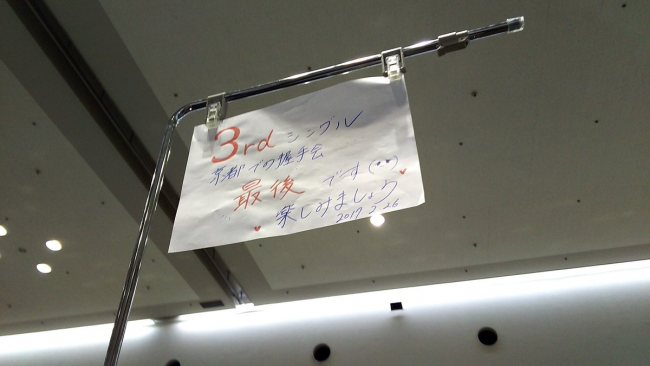 3rd シングル
京都での握手会
最後です(••)
楽しみましょう
2017 2.26